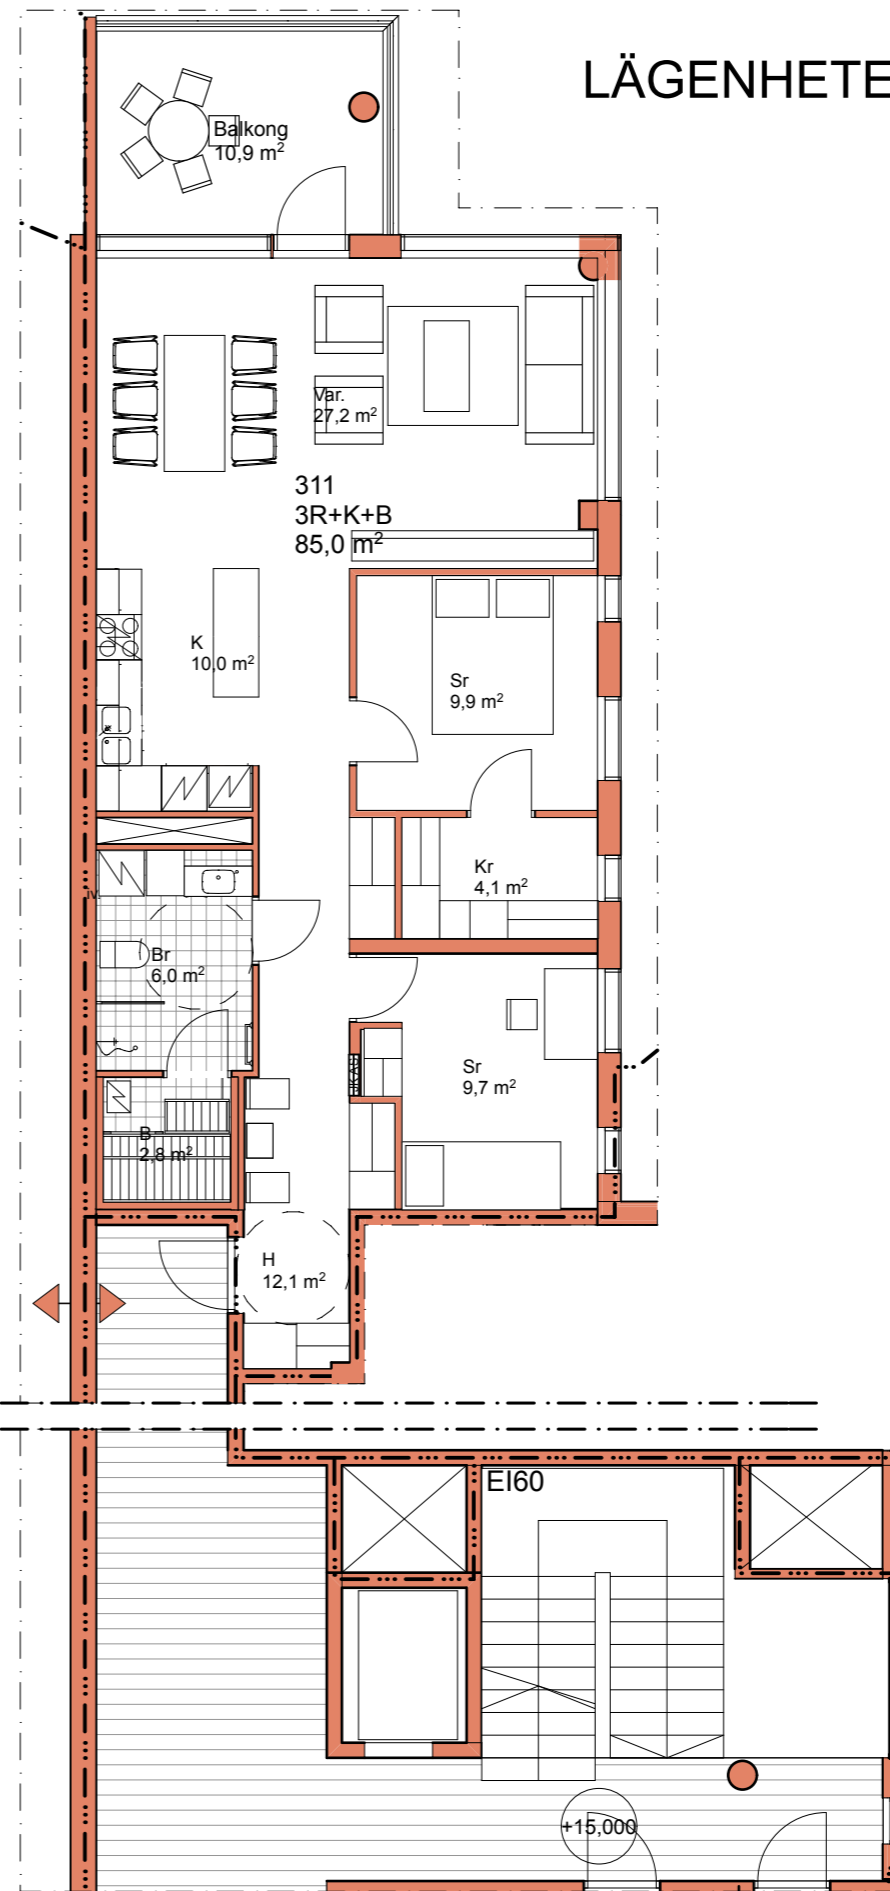 LÄGENHETE
Balkong
10,9 m²
Var.
27,2 m²
311
3R+K+B
85,0 m²
K
10,0 m²
Sr
9,9 m²
Kr
4,1 m²
Br
6,0 m²
Sr
9,7 m²
B
2,8 m²
H
12,1 m²
EI60
+15,000